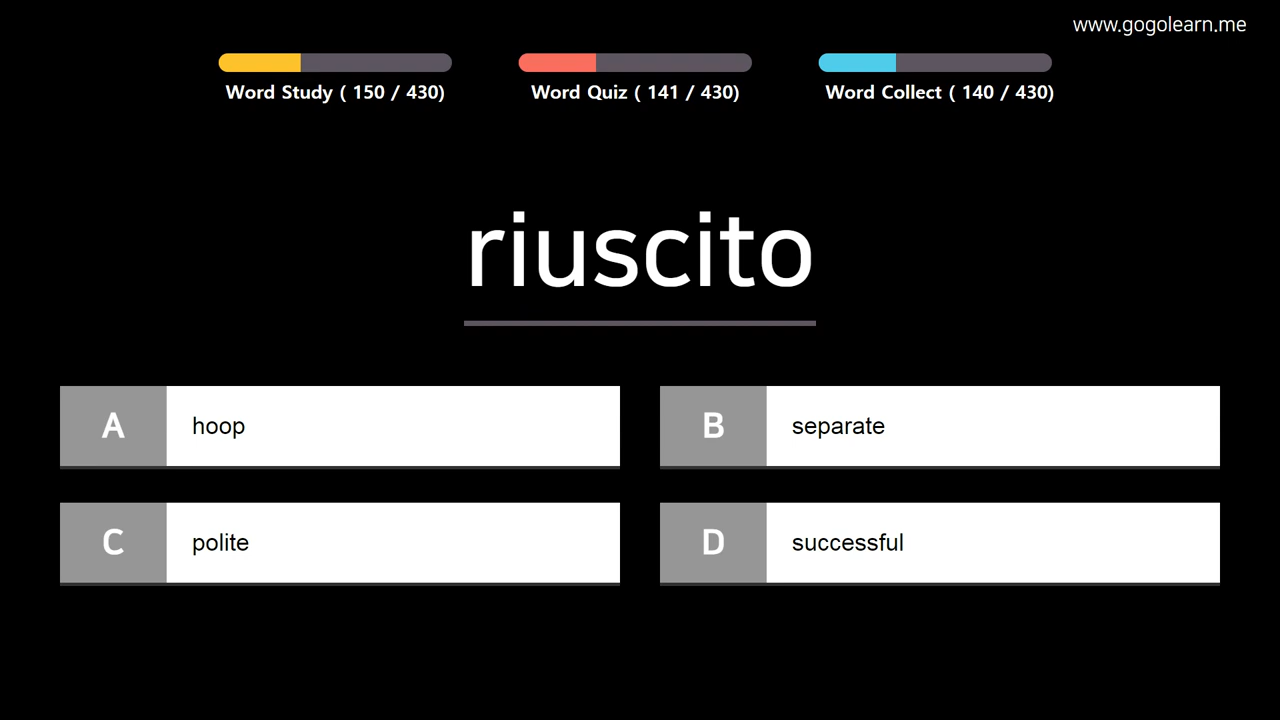 www.gogolearn.me
Word Study ( 150 / 430)
Word Quiz ( 141 / 430)
Word Collect ( 140 / 430)
riuscito
A hoop
B separate
C polite
D successful